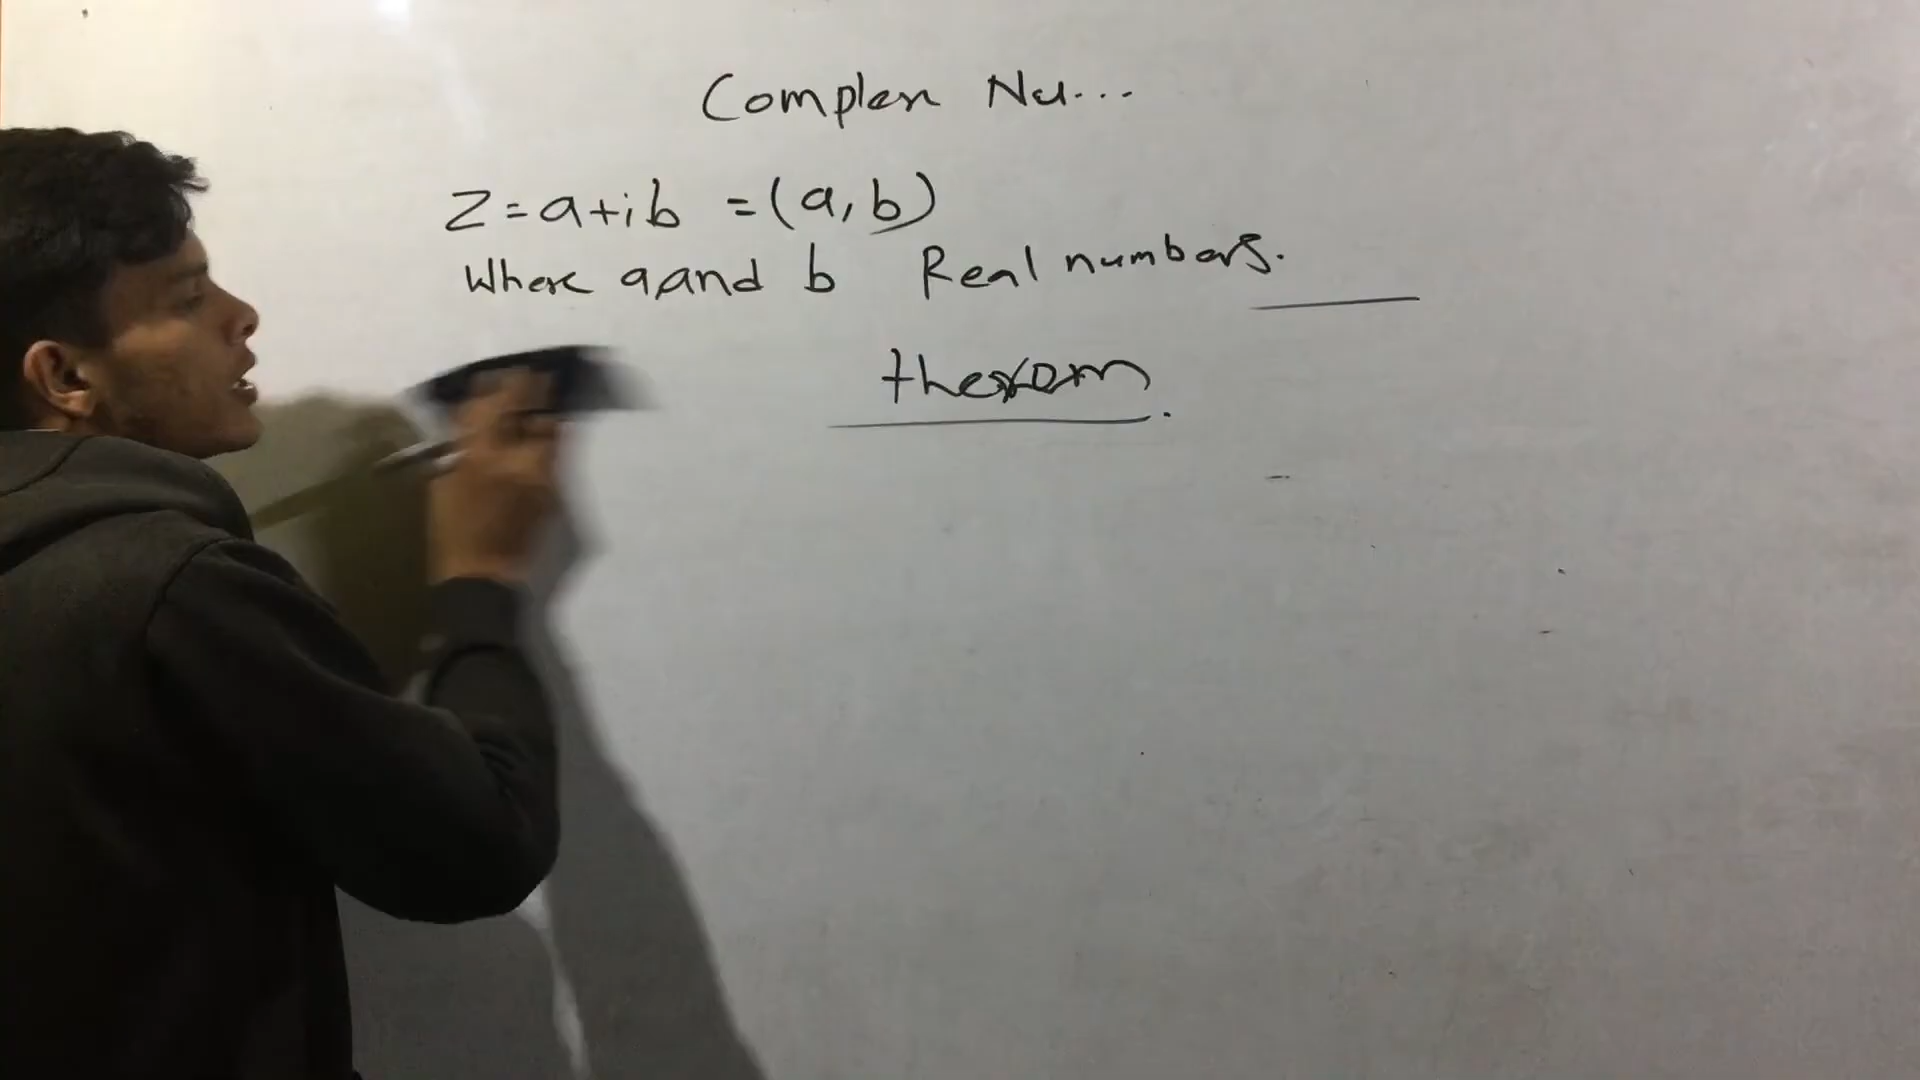 Complex Nu...
Z=a+ib =(a,b)
Where a,and b Real numbers.
theorem